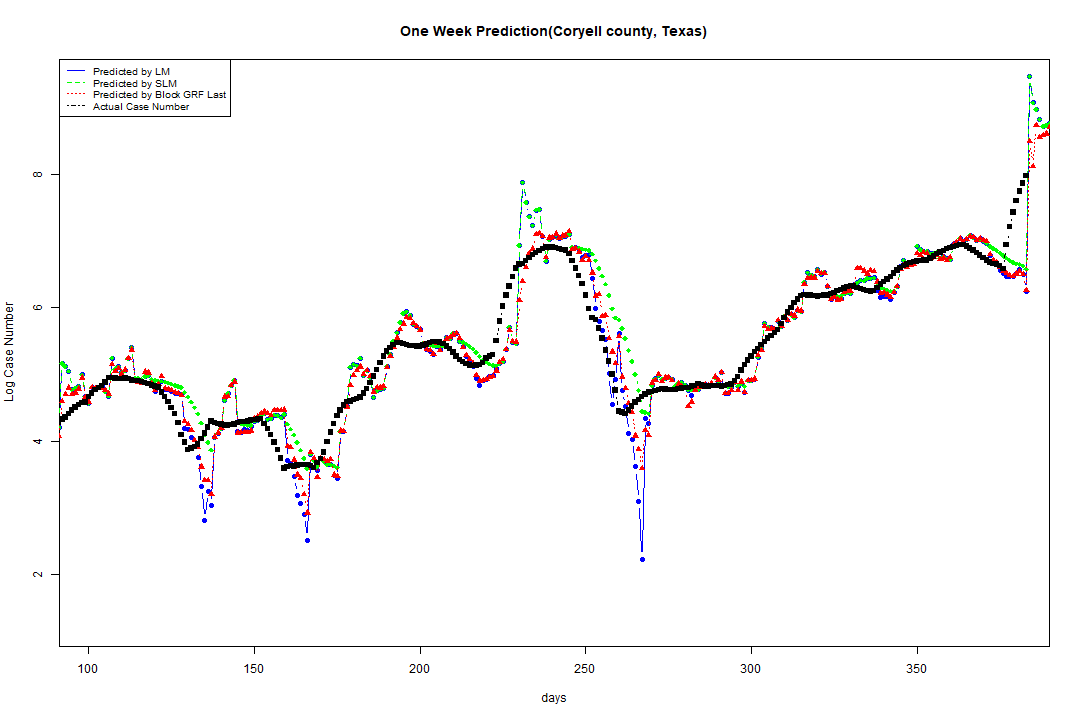 One Week Prediction(Coryell county, Texas)
Predicted by LM
Predicted by SLM
Predicted by Block GRF Last
Actual Case Number
Log Case Number
8
6
4
2
100 150 200 250 300 350
days